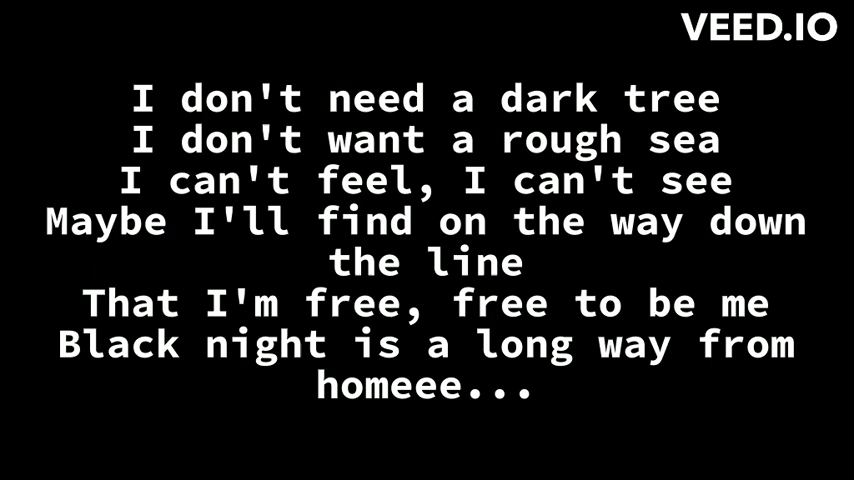 VEED.IO
I don't need a dark tree
I don't want a rough sea
I can't feel, I can't see
Maybe I'll find on the way down
the line
That I'm free, free to be me
Black night is a long way from
homeee...